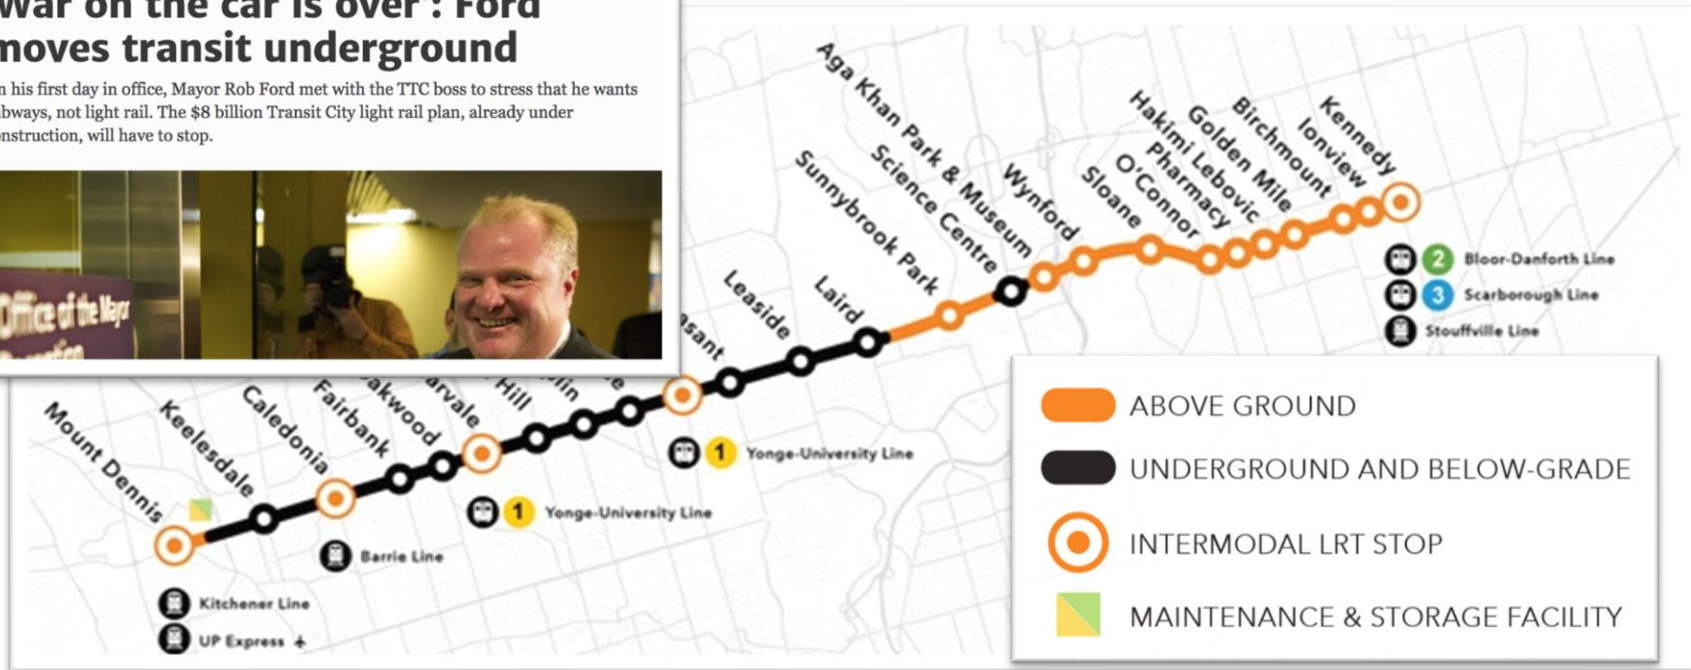 War on the car is over': Ford
moves transit underground
his first day in office, Mayor Rob Ford met with the TTC boss to stress that he wants
not light rail. The $8 billion Transit City light rail plan, already under
will have to stop.
Office of the Mayor
Aga Khan Park & Museum
Science Centre
Sunnybrook Park
Wynford
Sloane
O'Connor
Pharmacy
Hakimi Lebovic
Golden Mile
Birchmount
Ionview
Kennedy
Leaside
Laird
2 Bloor-Danforth Line
3 Scarborough Line
Stouffville Line
Mount Dennis
Keelesdale
Caledonia
Fairbank
Hill
1 Yonge-University Line
1 Yonge-University Line
Barrie Line
Kitchener Line
UP Express
ABOVE GROUND
UNDERGROUND AND BELOW-GRADE
INTERMODAL LRT STOP
MAINTENANCE & STORAGE FACILITY